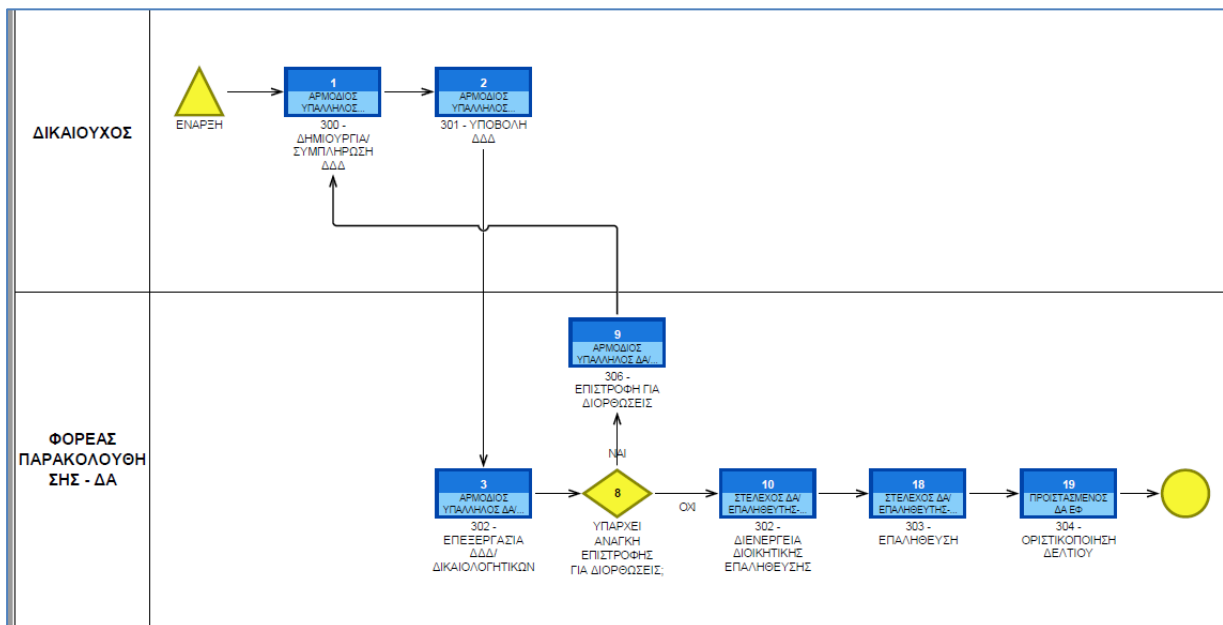 ΔΙΚΑΙΟΥΧΟΣ
ΕΝΑΡΞΗ
1
ΑΡΜΟΔΙΟΣ
ΥΠΑΛΛΗΛΟΣ...
300 -
ΔΗΜΙΟΥΡΓΙΑ/
ΣΥΜΠΛΗΡΩΣΗ
ΔΔΔ
2
ΑΡΜΟΔΙΟΣ
ΥΠΑΛΛΗΛΟΣ...
301 - ΥΠΟΒΟΛΗ
ΔΔΔ
ΦΟΡΕΑΣ
ΠΑΡΑΚΟΛΟΥΘΗ
ΣΗΣ - ΔΑ
9
ΑΡΜΟΔΙΟΣ
ΥΠΑΛΛΗΛΟΣ ΔΑ/...
306 -
ΕΠΙΣΤΡΟΦΗ ΓΙΑ
ΔΙΟΡΘΩΣΕΙΣ
ΝΑΙ
3
ΑΡΜΟΔΙΟΣ
ΥΠΑΛΛΗΛΟΣ ΔΑ/...
302 -
ΕΠΕΞΕΡΓΑΣΙΑ
ΔΔΔ/
ΔΙΚΑΙΟΛΟΓΗΤΙΚΩΝ
8
ΥΠΑΡΧΕΙ
ΑΝΑΓΚΗ
ΕΠΙΣΤΡΟΦΗΣ
ΓΙΑ ΔΙΟΡΘΩΣΕΙΣ;
ΟΧΙ
10
ΣΤΕΛΕΧΟΣ ΔΑ/
ΕΠΑΛΗΘΕΥΤΗΣ-...
302 -
ΔΙΕΝΕΡΓΕΙΑ
ΔΙΟΙΚΗΤΙΚΗΣ
ΕΠΑΛΗΘΕΥΣΗΣ
18
ΣΤΕΛΕΧΟΣ ΔΑ/
ΕΠΑΛΗΘΕΥΤΗΣ-...
303 -
ΕΠΑΛΗΘΕΥΣΗ
19
ΠΡΟΙΣΤΑΣΜΕΝΟΣ
ΔΑ ΕΦ
304 -
ΟΡΙΣΤΙΚΟΠΟΙΗΣΗ
ΔΕΛΤΙΟΥ